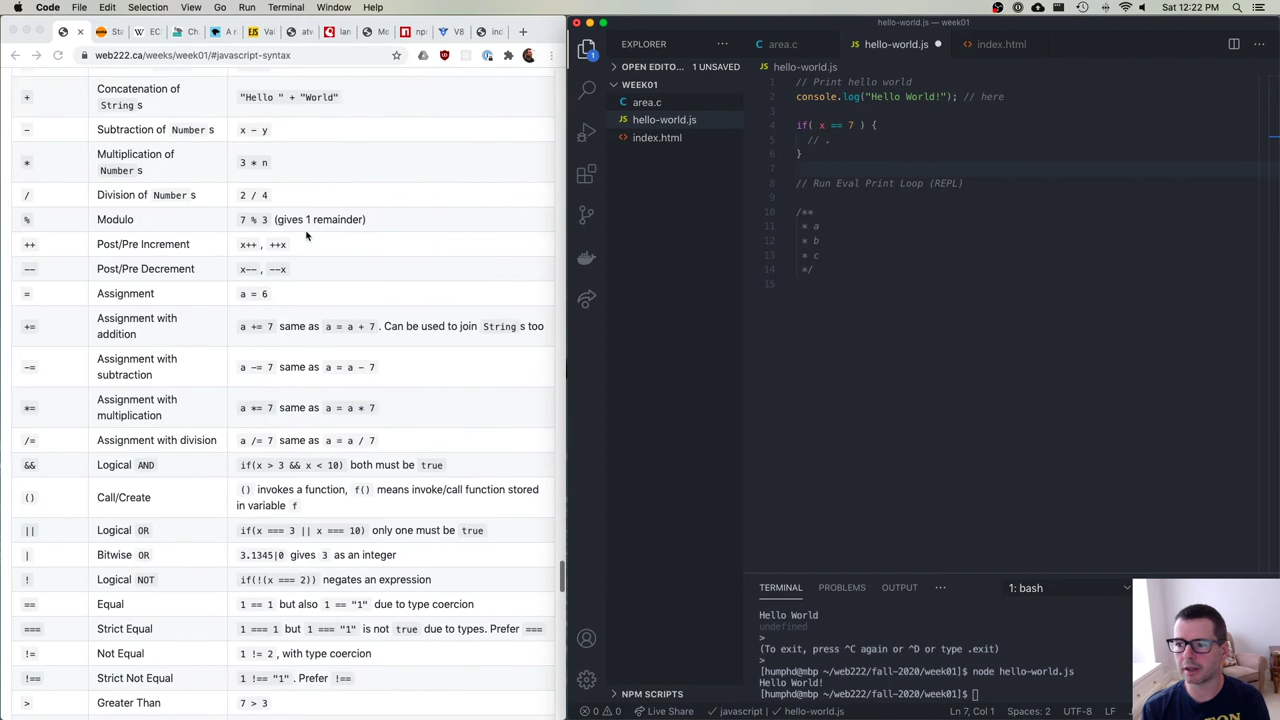 Code File Edit Selection View Go Run Terminal Window Help
Sat 12:22 PM
hello-world.js — week01
web222.ca/weeks/week01/#javascript-syntax
+ Concatenation of Strings "Hello " + "World"
- Subtraction of Numbers x - y
* Multiplication of Numbers 3 * n
/ Division of Numbers 9 / 4
% Modulo 7 % 3 (gives 1 remainder)
++ Post/Pre Increment x++ , ++x
-- Post/Pre Decrement x-- , --x
= Assignment a = 6
+= Assignment with addition a += 7 same as a = a + 7 . Can be used to join Strings too
-= Assignment with subtraction a -= 7 same as a = a - 7
*= Assignment with multiplication a *= 7 same as a = a * 7
/= Assignment with division a /= 7 same as a = a / 7
&& Logical AND if(x > 3 && x < 10) both must be true
() Call/Create () invokes a function, f() means invoke/call function stored in variable f
|| Logical OR if(x === 3 || x === 10) only one must be true
| Bitwise OR 3.1345|0 gives 3 as an integer
! Logical NOT if(!(x === 2)) negates an expression
== Equal 1 == 1 but also 1 == "1" due to type coercion
=== Strict Equal 1 === 1 but 1 === "1" is not true due to types. Prefer ===
!= Not Equal 1 != 2 , with type coercion
!== Strict Not Equal 1 !== "1" . Prefer !==
> Greater Than 7 > 3
EXPLORER ···
OPEN EDITO... 1 UNSAVED
WEEK01
area.c
JS hello-world.js
<> index.html
NPM SCRIPTS
area.c JS hello-world.js <> index.html
JS hello-world.js
1 // Print hello world
2 console.log("Hello World!"); // here
3
4 if( x == 7 ) {
5 // .
6 }
7
8 // Run Eval Print Loop (REPL)
9
10 /**
11 * a
12 * b
13 * c
14 */
15
TERMINAL PROBLEMS OUTPUT ··· 1: bash
Hello World
undefined
>
(To exit, press ^C again or ^D or type .exit)
>
[humphd@mbp ~/web222/fall-2020/week01]$ node hello-world.js
Hello World!
[humphd@mbp ~/web222/fall-2020/week01]$
0 0 Live Share javascript | hello-world.js Ln 7, Col 1 Spaces: 2 UTF-8 LF